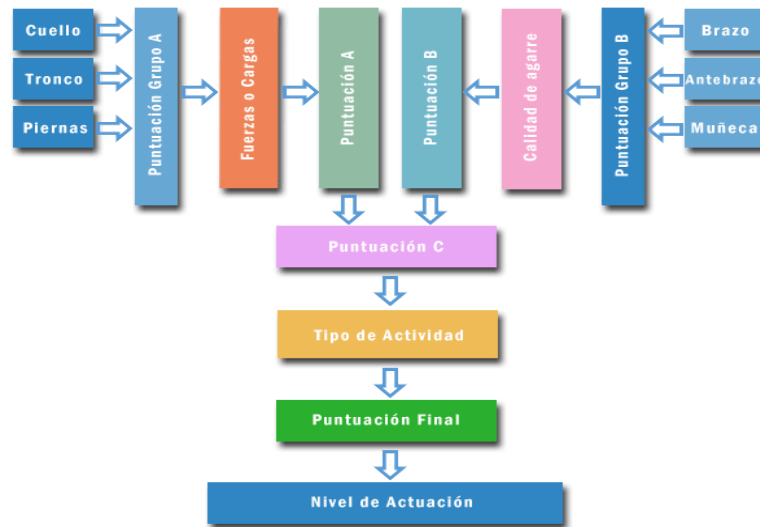 Cuello
Tronco
Piernas
Puntuación Grupo A
Fuerzas o Cargas
Puntuación A
Puntuación B
Calidad de agarre
Puntuación Grupo B
Brazo
Antebrazo
Muñeca
Puntuación C
Tipo de Actividad
Puntuación Final
Nivel de Actuación